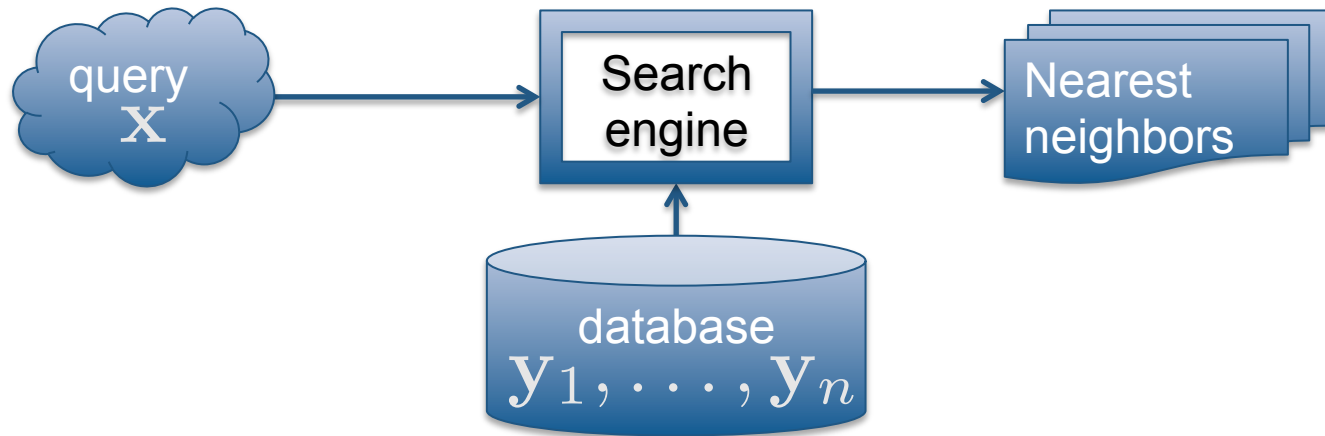 query
x
Search
engine
Nearest
neighbors
database
y1, . . . , yn